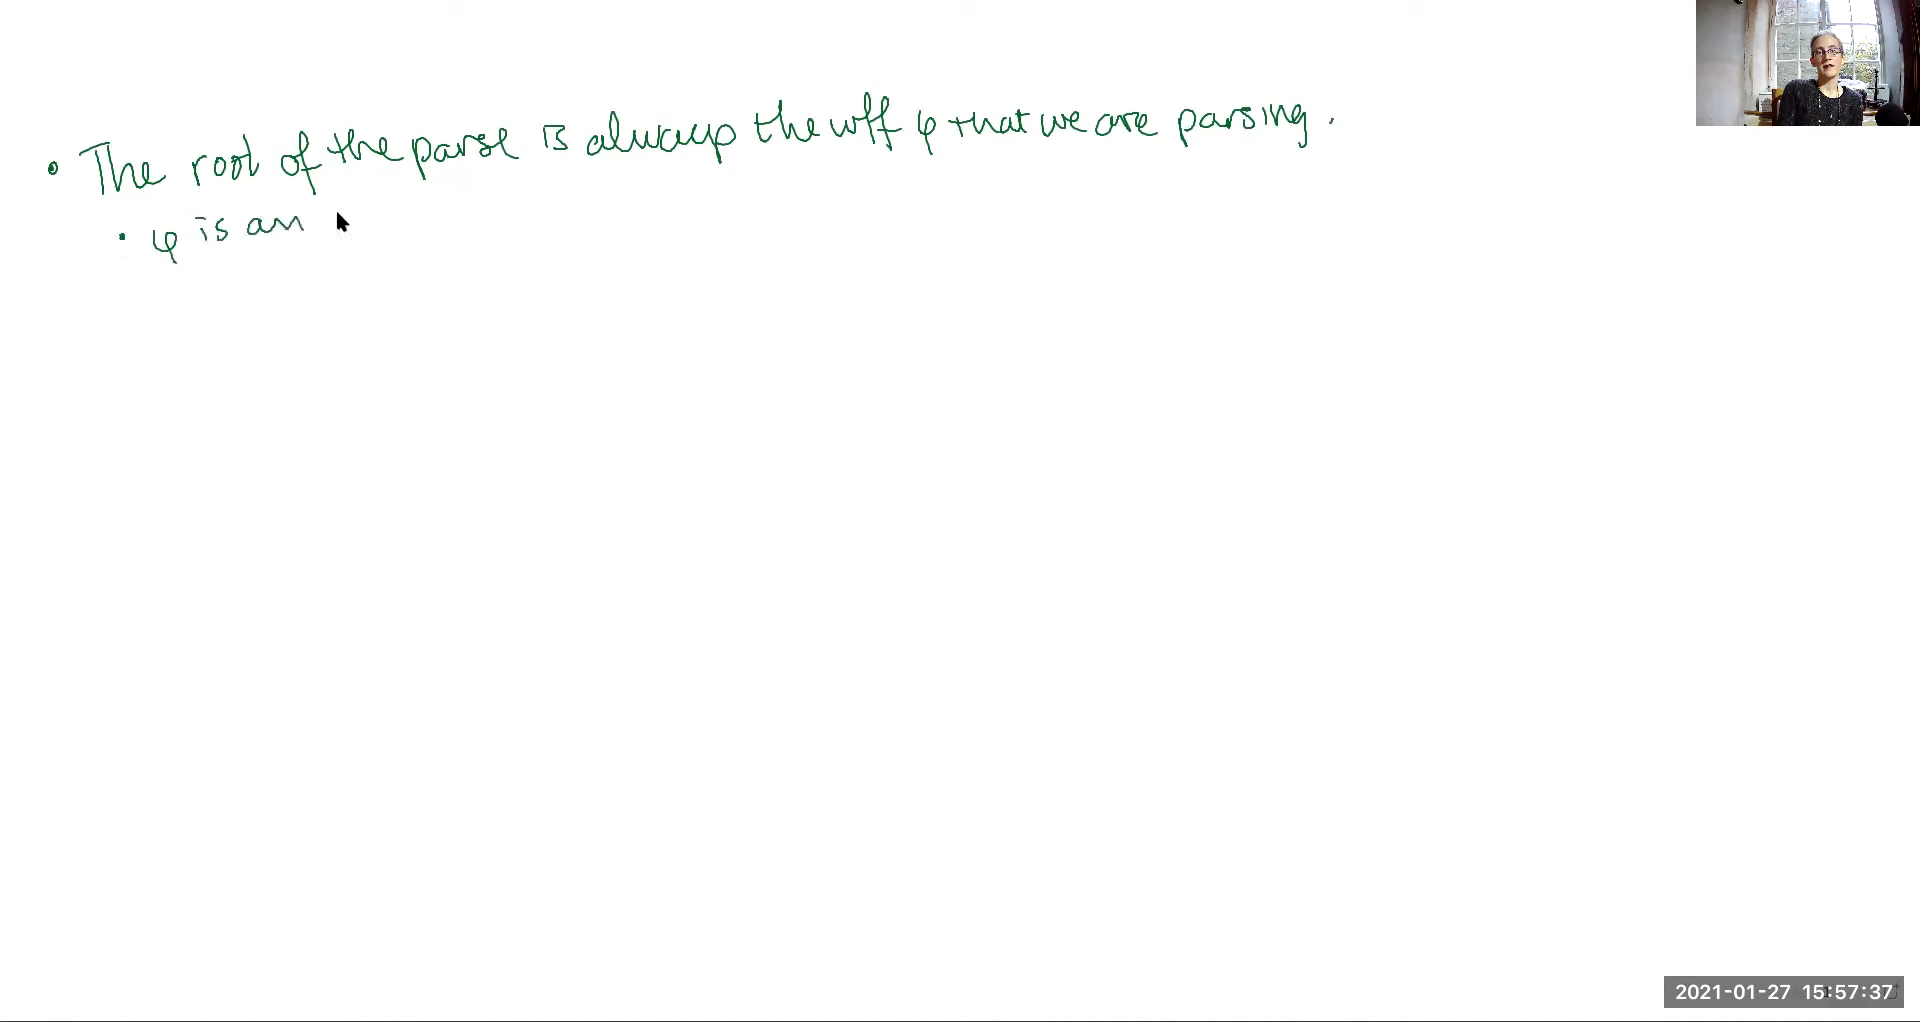 • The root of the parse is always the wff φ that we are parsing.
• φ is an
2021-01-27 15:57:37